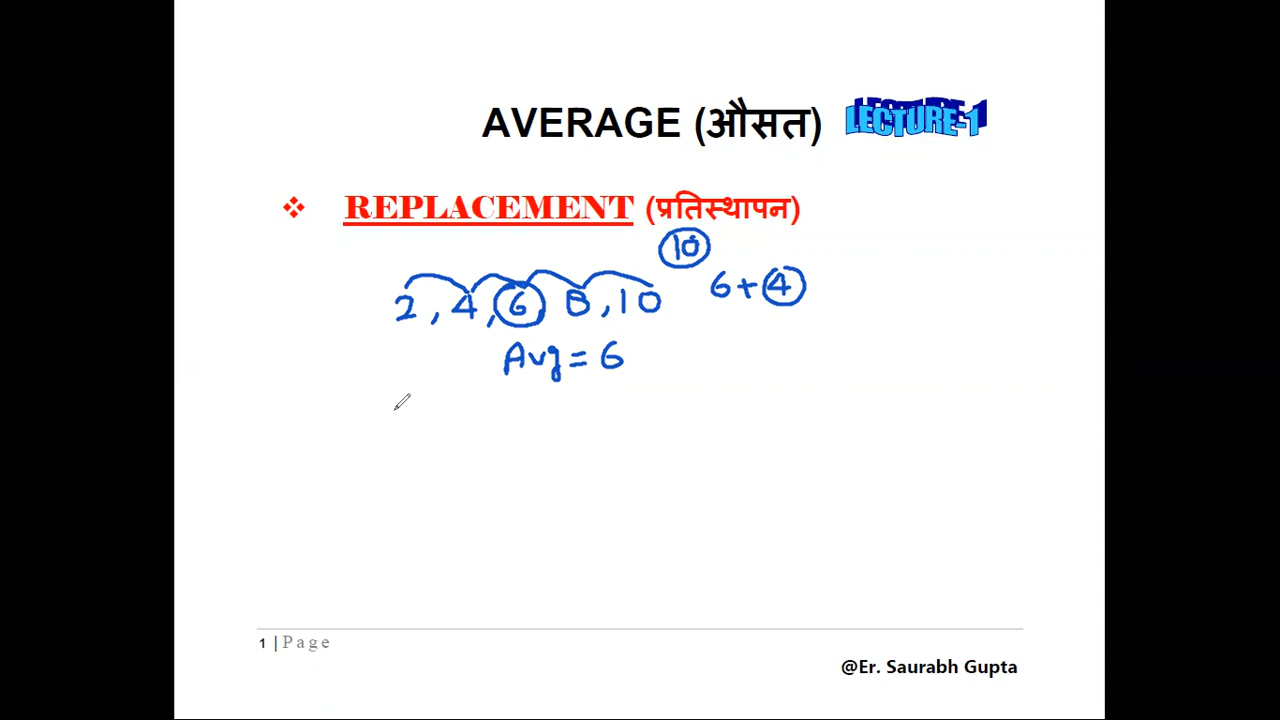 AVERAGE (औसत) LECTURE-1
❖ REPLACEMENT (प्रतिस्थापन)
10
2, 4, 6 8, 10 6+4
Avg = 6
1 | Page
@Er. Saurabh Gupta